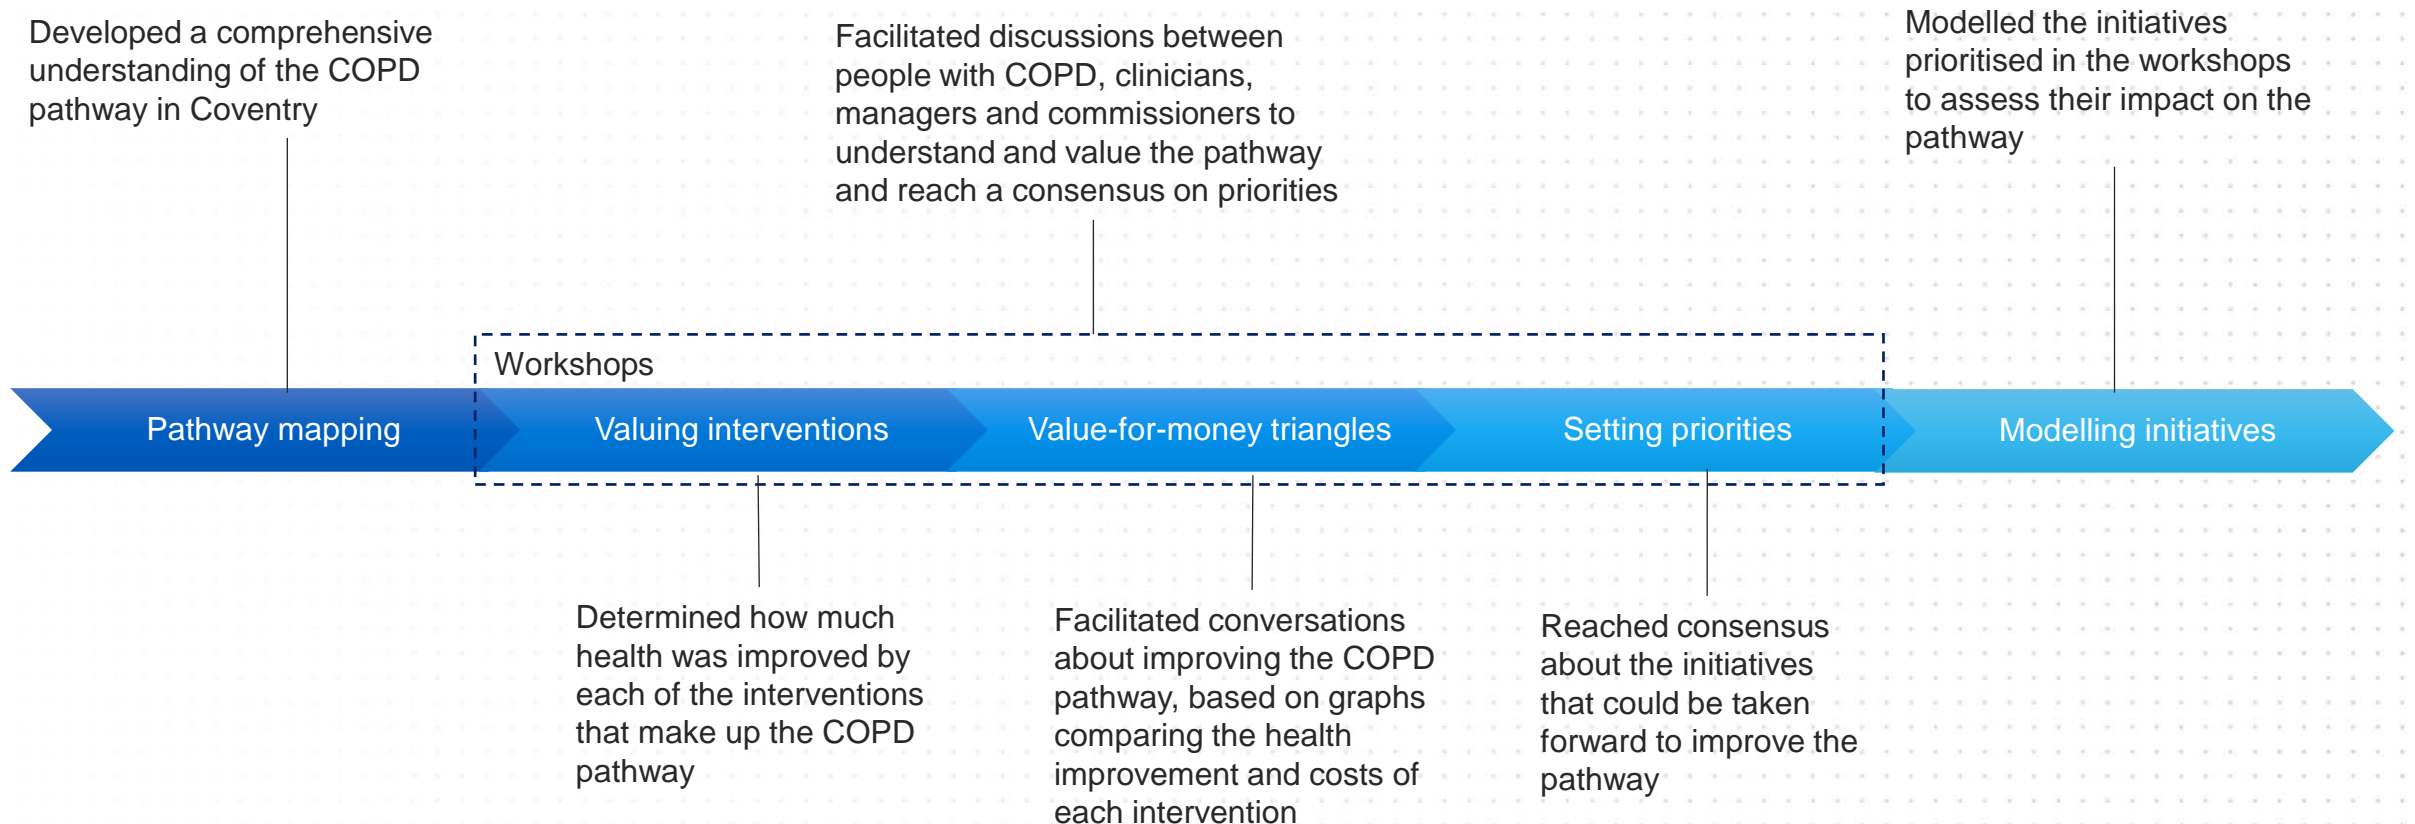 Developed a comprehensive
understanding of the COPD
pathway in Coventry
Facilitated discussions between
people with COPD, clinicians,
managers and commissioners to
understand and value the pathway
and reach a consensus on priorities
Modelled the initiatives
prioritised in the workshops
to assess their impact on the
pathway
Workshops
Pathway mapping
Valuing interventions
Value-for-money triangles
Setting priorities
Modelling initiatives
Determined how much
health was improved by
each of the interventions
that make up the COPD
pathway
Facilitated conversations
about improving the COPD
pathway, based on graphs
comparing the health
improvement and costs of
each intervention
Reached consensus
about the initiatives
that could be taken
forward to improve the
pathway